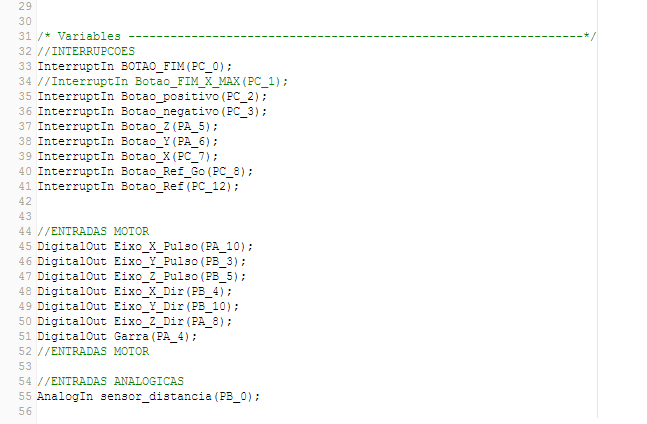 29
30
31 /* Variables -----------------------------------------------------------------*/
32 //INTERRUPCOES
33 InterruptIn BOTAO_FIM(PC_0);
34 //InterruptIn Botao_FIM_X_MAX(PC_1);
35 InterruptIn Botao_positivo(PC_2);
36 InterruptIn Botao_negativo(PC_3);
37 InterruptIn Botao_Z(PA_5);
38 InterruptIn Botao_Y(PA_6);
39 InterruptIn Botao_X(PC_7);
40 InterruptIn Botao_Ref_Go(PC_8);
41 InterruptIn Botao_Ref(PC_12);
42
43
44 //ENTRADAS MOTOR
45 DigitalOut Eixo_X_Pulso(PA_10);
46 DigitalOut Eixo_Y_Pulso(PB_3);
47 DigitalOut Eixo_Z_Pulso(PB_5);
48 DigitalOut Eixo_X_Dir(PB_4);
49 DigitalOut Eixo_Y_Dir(PB_10);
50 DigitalOut Eixo_Z_Dir(PA_8);
51 DigitalOut Garra(PA_4);
52 //ENTRADAS MOTOR
53
54 //ENTRADAS ANALOGICAS
55 AnalogIn sensor_distancia(PB_0);
56